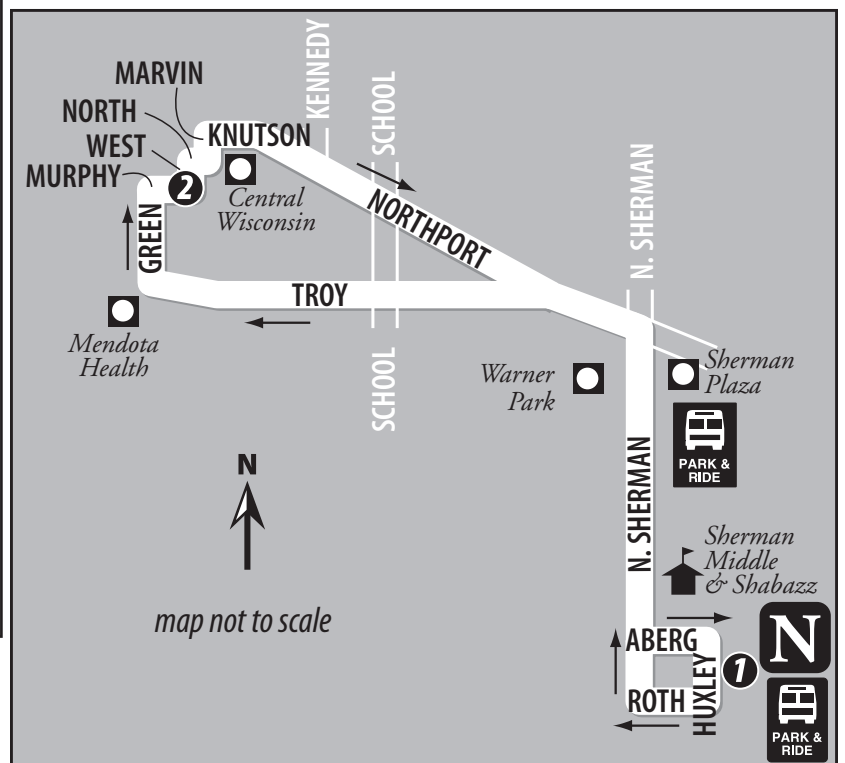 MARVIN
NORTH
WEST
MURPHY
KNUTSON
KENNEDY
SCHOOL
2
Central
Wisconsin
NORTHPORT
N. SHERMAN
GREEN
TROY
Mendota
Health
SCHOOL
Warner
Park
Sherman
Plaza
PARK &
RIDE
N
N. SHERMAN
map not to scale
Sherman
Middle
& Shabazz
ABERG
HUXLEY
1
N
ROTH
PARK &
RIDE